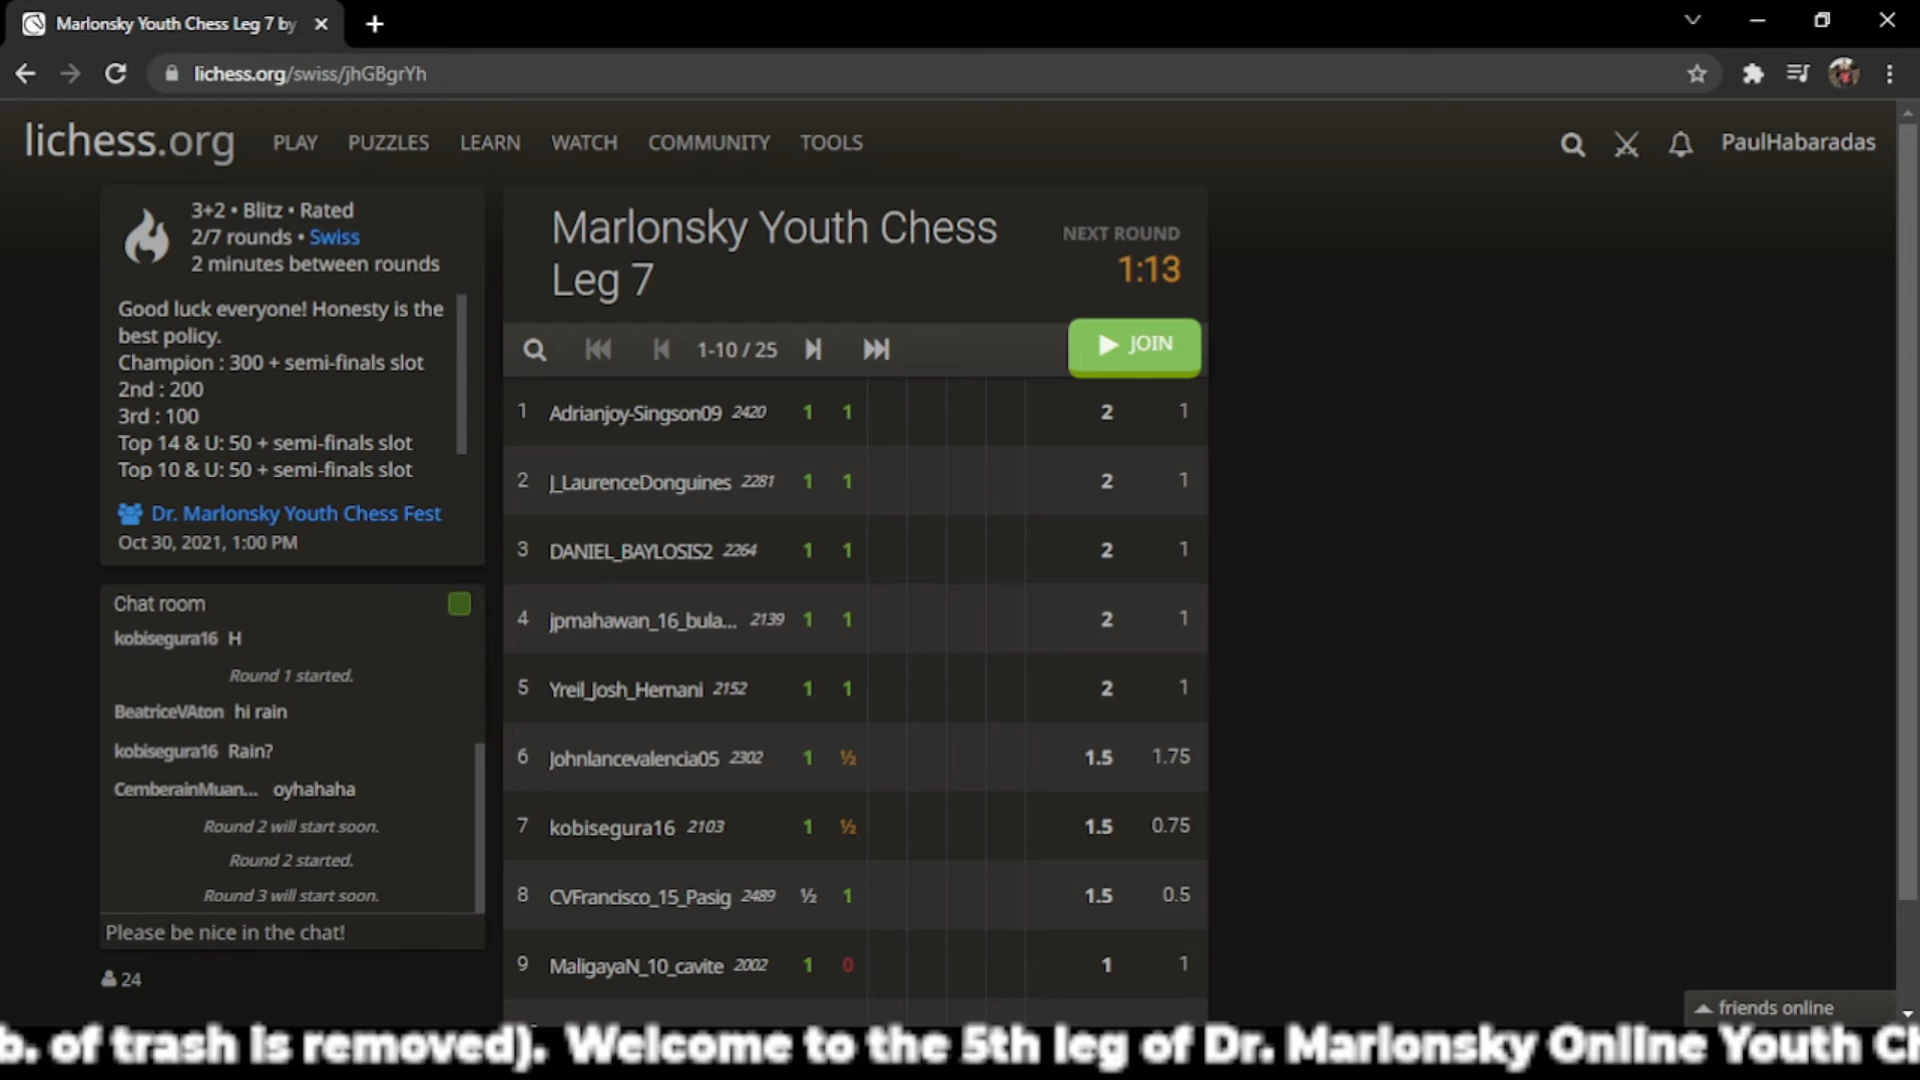 Marlonsky Youth Chess Leg 7 by
lichess.org/swiss/jhGBgrYh
lichess.org PLAY PUZZLES LEARN WATCH COMMUNITY TOOLS PaulHabaradas
3+2 • Blitz • Rated
2/7 rounds • Swiss
2 minutes between rounds
Good luck everyone! Honesty is the
best policy.
Champion : 300 + semi-finals slot
2nd : 200
3rd : 100
Top 14 & U: 50 + semi-finals slot
Top 10 & U: 50 + semi-finals slot
Dr. Marlonsky Youth Chess Fest
Oct 30, 2021, 1:00 PM
Chat room
kobisegura16 H
Round 1 started.
BeatriceVAton hi rain
kobisegura16 Rain?
CemberainMuan... oyhahaha
Round 2 will start soon.
Round 2 started.
Round 3 will start soon.
Please be nice in the chat!
24
Marlonsky Youth Chess
Leg 7
NEXT ROUND
1:13
1-10 / 25
JOIN
1 Adrianjoy-Singson09 2420 1 1 2 1
2 J_LaurenceDonguines 2281 1 1 2 1
3 DANIEL_BAYLOSIS2 2264 1 1 2 1
4 jpmahawan_16_bula... 2139 1 1 2 1
5 Yreil_Josh_Hernani 2152 1 1 2 1
6 Johnlancevalencia05 2302 1 ½ 1.5 1.75
7 kobisegura16 2103 1 ½ 1.5 0.75
8 CVFrancisco_15_Pasig 2489 ½ 1 1.5 0.5
9 MaligayaN_10_cavite 2002 1 0 1 1
friends online
b. of trash is removed). Welcome to the 5th leg of Dr. Marlonsky Online Youth Ch